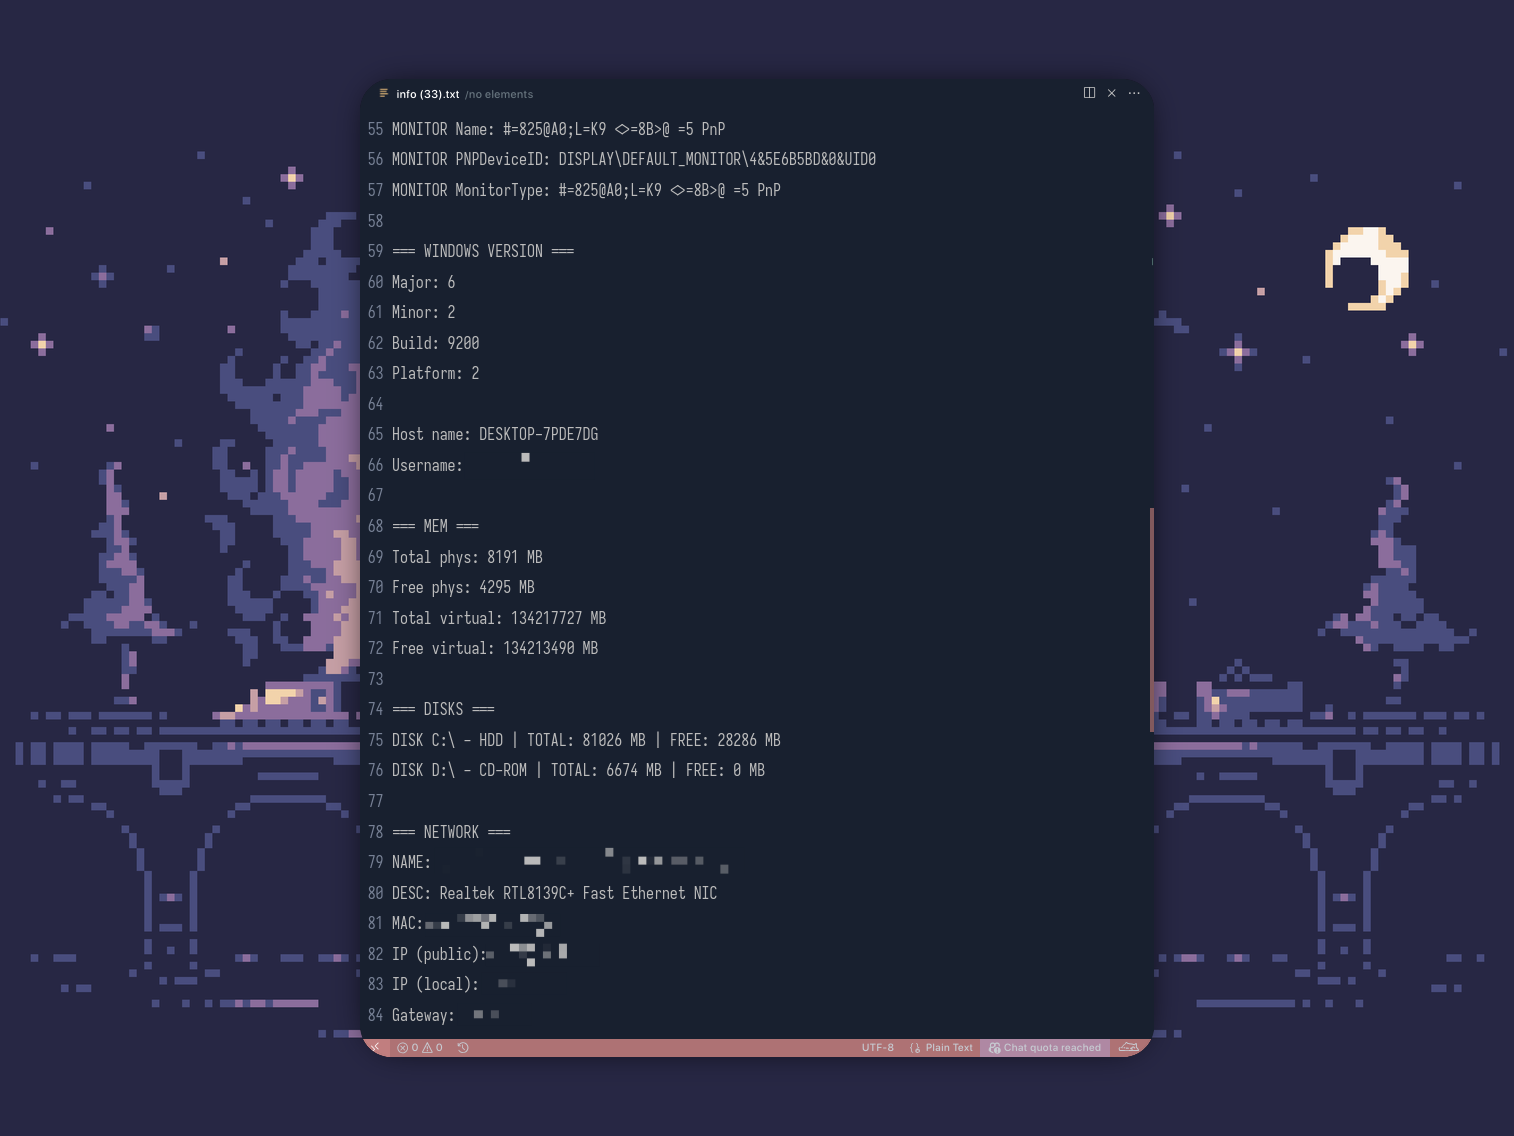 info (33).txt /no elements
55 MONITOR Name: #=825@A0;L=K9 <>=8B>@ =5 PnP
56 MONITOR PNPDeviceID: DISPLAY\DEFAULT_MONITOR\4&5E6B5BD&0&UID0
57 MONITOR MonitorType: #=825@A0;L=K9 <>=8B>@ =5 PnP
58
59 === WINDOWS VERSION ===
60 Major: 6
61 Minor: 2
62 Build: 9200
63 Platform: 2
64
65 Host name: DESKTOP-7PDE7DG
66 Username:
67
68 === MEM ===
69 Total phys: 8191 MB
70 Free phys: 4295 MB
71 Total virtual: 134217727 MB
72 Free virtual: 134213490 MB
73
74 === DISKS ===
75 DISK C:\ - HDD | TOTAL: 81026 MB | FREE: 28286 MB
76 DISK D:\ - CD-ROM | TOTAL: 6674 MB | FREE: 0 MB
77
78 === NETWORK ===
79 NAME:
80 DESC: Realtek RTL8139C+ Fast Ethernet NIC
81 MAC:
82 IP (public):
83 IP (local):
84 Gateway:
0 0 UTF-8 Plain Text Chat quota reached